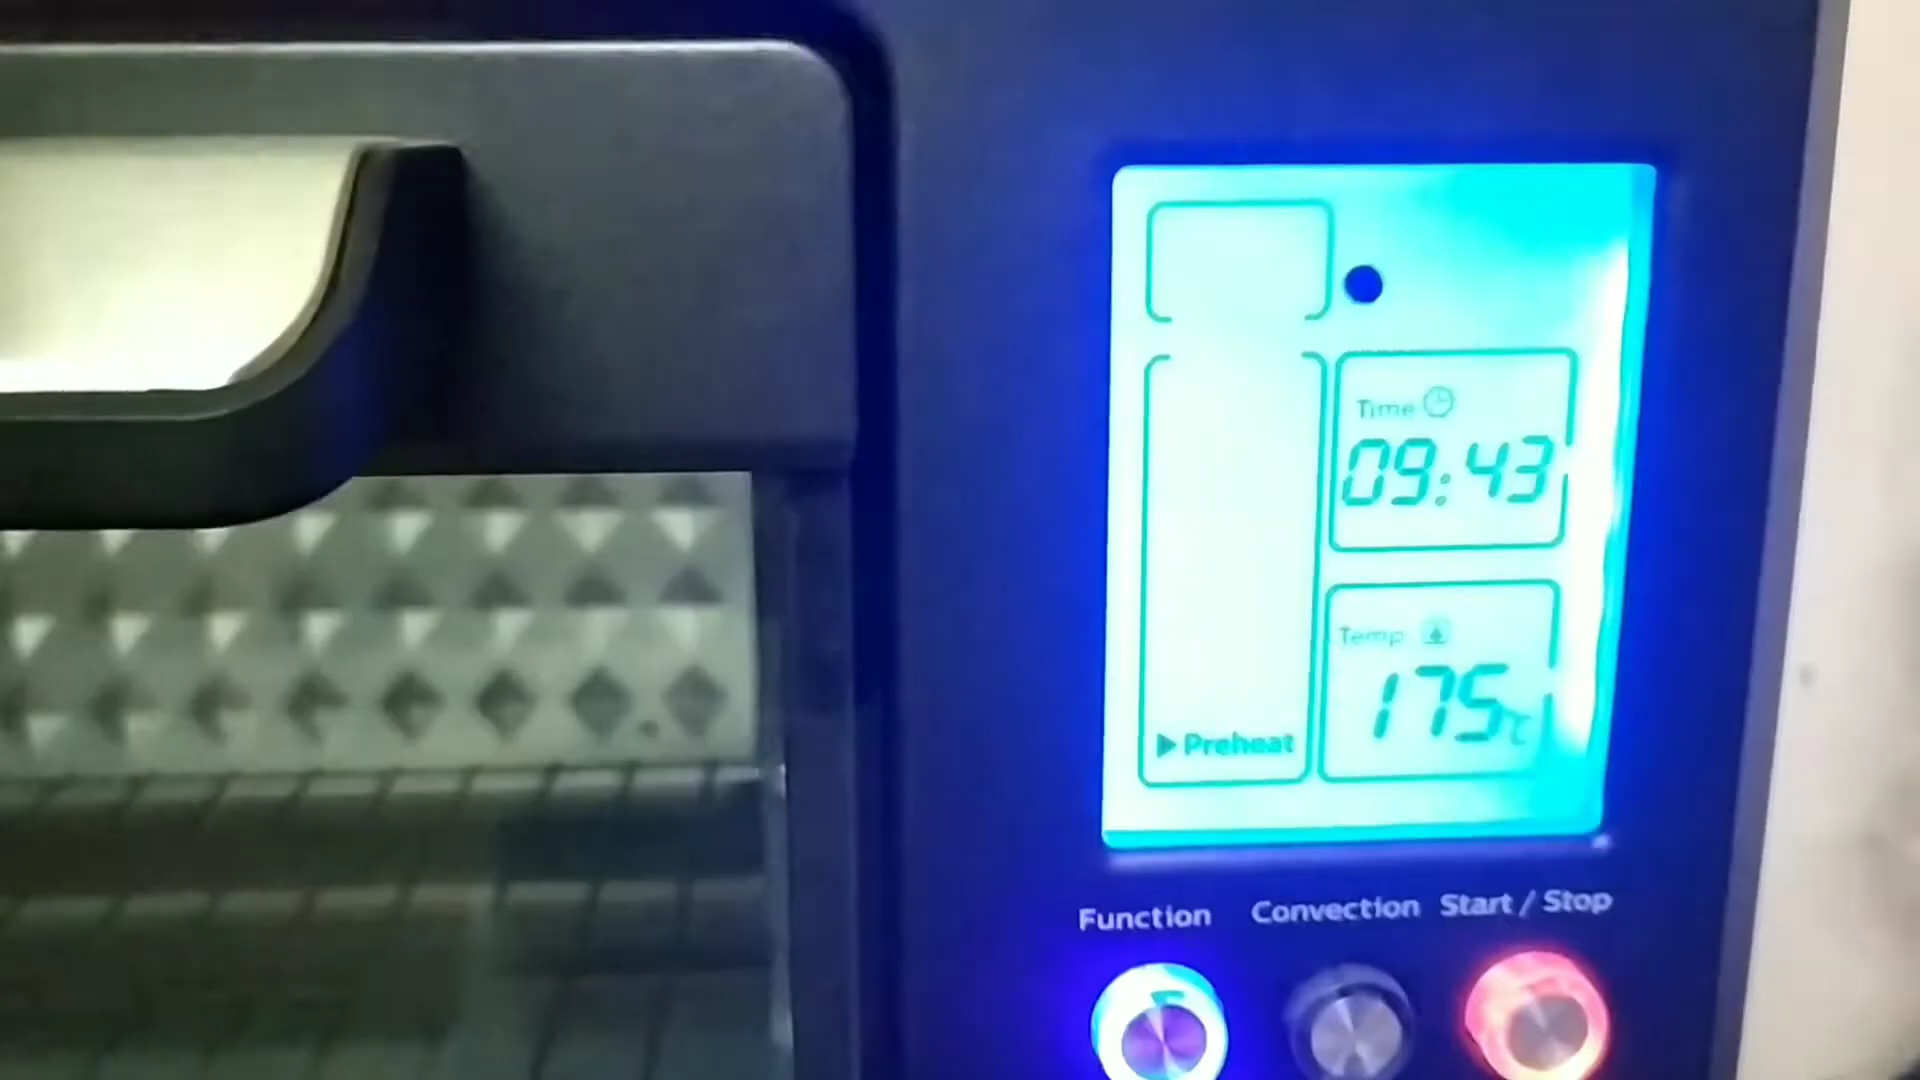 Time
09:43
Temp
175°C
▶Preheat
Function Convection Start / Stop